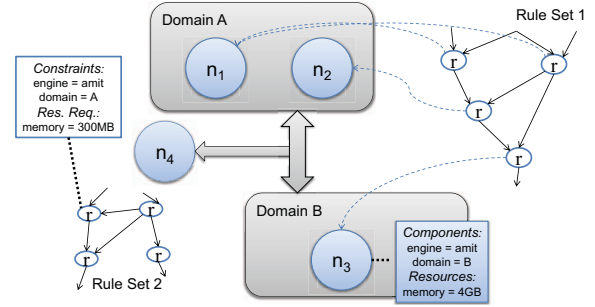 Domain A
n1
n2
Rule Set 1
r
r
r
r
Constraints:
engine = amit
domain = A
Res. Req.:
memory = 300MB
n4
r
r
r
r
Rule Set 2
Domain B
n3
Components:
engine = amit
domain = B
Resources:
memory = 4GB